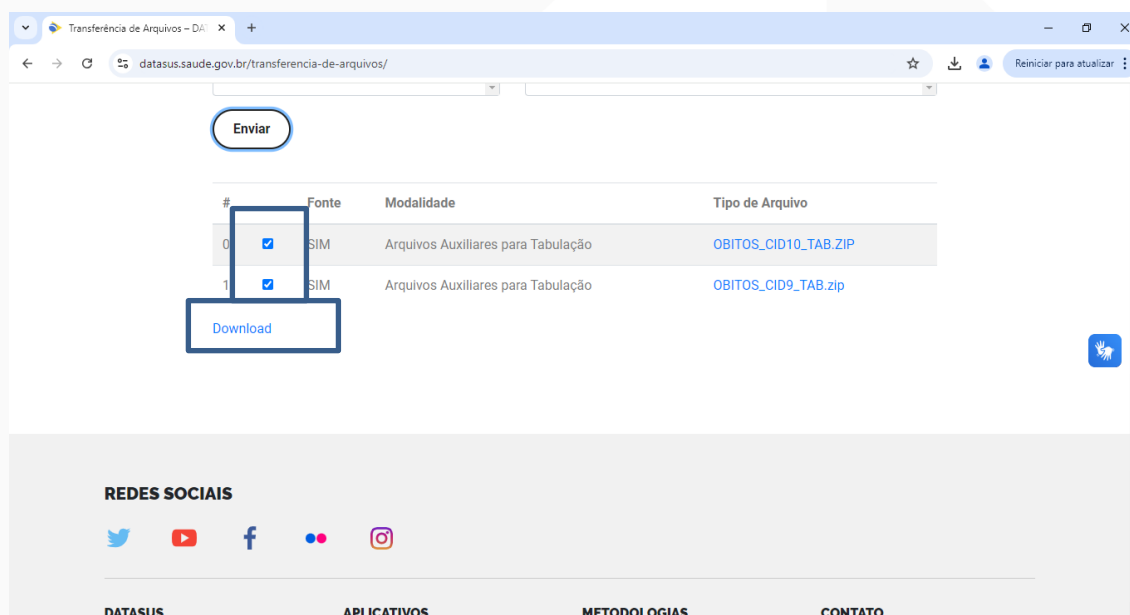 Transferência de Arquivos – DAT
datasus.saude.gov.br/transferencia-de-arquivos/
Reiniciar para atualizar
Enviar
# Fonte Modalidade Tipo de Arquivo
0 SIM Arquivos Auxiliares para Tabulação OBITOS_CID10_TAB.ZIP
1 SIM Arquivos Auxiliares para Tabulação OBITOS_CID9_TAB.zip
Download
REDES SOCIAIS
DATASUS APLICATIVOS METODOLOGIAS CONTATO